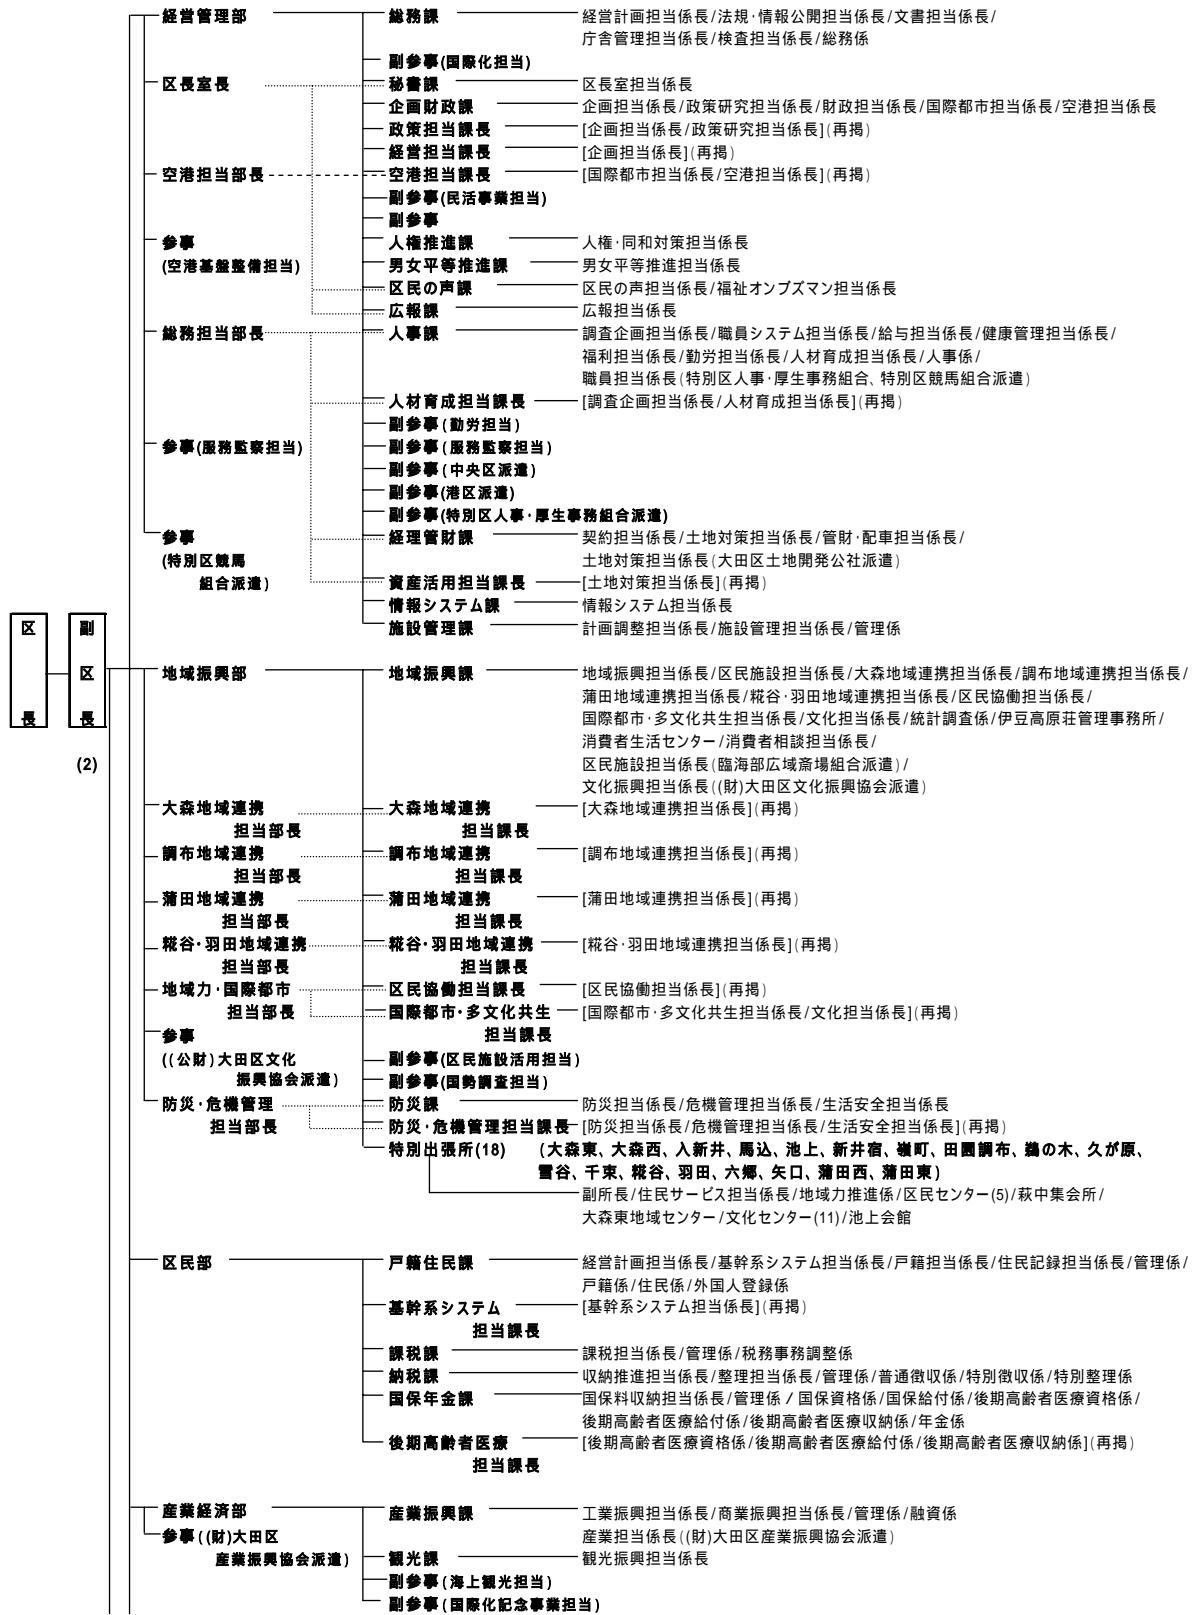 経営管理部 総務課 経営計画担当係長/法規・情報公開担当係長/文書担当係長/
庁舎管理担当係長/検査担当係長/総務係
副参事(国際化担当)
区長室長 秘書課 区長室担当係長
企画財政課 企画担当係長/政策研究担当係長/財政担当係長/国際都市担当係長/空港担当係長
政策担当課長 [企画担当係長/政策研究担当係長](再掲)
経営担当課長 [企画担当係長](再掲)
空港担当部長 空港担当課長 [国際都市担当係長/空港担当係長](再掲)
副参事(民活事業担当)
副参事
参事 人権推進課 人権・同和対策担当係長
(空港基盤整備担当) 男女平等推進課 男女平等推進担当係長
区民の声課 区民の声担当係長/福祉オンブズマン担当係長
広報課 広報担当係長
総務担当部長 人事課 調査企画担当係長/職員システム担当係長/給与担当係長/健康管理担当係長/
福利担当係長/勤労担当係長/人材育成担当係長/人事係/
職員担当係長(特別区人事・厚生事務組合、特別区競馬組合派遣)
人材育成担当課長 [調査企画担当係長/人材育成担当係長](再掲)
副参事(勤労担当)
参事(服務監察担当) 副参事(服務監察担当)
副参事(中央区派遣)
副参事(港区派遣)
副参事(特別区人事・厚生事務組合派遣)
参事 経理管財課 契約担当係長/土地対策担当係長/管財・配車担当係長/
(特別区競馬 土地対策担当係長(大田区土地開発公社派遣)
組合派遣) 資産活用担当課長 [土地対策担当係長](再掲)
情報システム課 情報システム担当係長
施設管理課 計画調整担当係長/施設管理担当係長/管理係
区長 副区長
(2)
地域振興部 地域振興課 地域振興担当係長/区民施設担当係長/大森地域連携担当係長/調布地域連携担当係長/
蒲田地域連携担当係長/糀谷・羽田地域連携担当係長/区民協働担当係長/
国際都市・多文化共生担当係長/文化担当係長/統計調査係/伊豆高原荘管理事務所/
消費者生活センター/消費者相談担当係長/
区民施設担当係長(臨海部広域斎場組合派遣)/
文化振興担当係長((財)大田区文化振興協会派遣)
大森地域連携 大森地域連携 [大森地域連携担当係長](再掲)
担当部長 担当課長
調布地域連携 調布地域連携 [調布地域連携担当係長](再掲)
担当部長 担当課長
蒲田地域連携 蒲田地域連携 [蒲田地域連携担当係長](再掲)
担当部長 担当課長
糀谷・羽田地域連携 糀谷・羽田地域連携 [糀谷・羽田地域連携担当係長](再掲)
担当部長 担当課長
地域力・国際都市 区民協働担当課長 [区民協働担当係長](再掲)
担当部長 国際都市・多文化共生 [国際都市・多文化共生担当係長/文化担当係長](再掲)
参事 担当課長
((公財)大田区文化 副参事(区民施設活用担当)
振興協会派遣) 副参事(国勢調査担当)
防災・危機管理 防災課 防災担当係長/危機管理担当係長/生活安全担当係長
担当部長 防災・危機管理担当課長 [防災担当係長/危機管理担当係長/生活安全担当係長](再掲)
特別出張所(18) (大森東、大森西、入新井、馬込、池上、新井宿、嶺町、田園調布、鵜の木、久が原、
雪谷、千束、糀谷、羽田、六郷、矢口、蒲田西、蒲田東)
副所長/住民サービス担当係長/地域力推進係/区民センター(5)/萩中集会所/
大森東地域センター/文化センター(11)/池上会館
区民部 戸籍住民課 経営計画担当係長/基幹系システム担当係長/戸籍担当係長/住民記録担当係長/管理係/
戸籍係/住民係/外国人登録係
基幹系システム [基幹系システム担当係長](再掲)
担当課長
課税課 課税担当係長/管理係/税務事務調整係
納税課 収納推進担当係長/整理担当係長/管理係/普通徴収係/特別徴収係/特別整理係
国保年金課 国保料収納担当係長/管理係/国保資格係/国保給付係/後期高齢者医療資格係/
後期高齢者医療給付係/後期高齢者医療収納係/年金係
後期高齢者医療 [後期高齢者医療資格係/後期高齢者医療給付係/後期高齢者医療収納係](再掲)
担当課長
産業経済部 産業振興課 工業振興担当係長/商業振興担当係長/管理係/融資係
参事((財)大田区 産業担当係長((財)大田区産業振興協会派遣)
産業振興協会派遣) 観光課 観光振興担当係長
副参事(海上観光担当)
副参事(国際化記念事業担当)